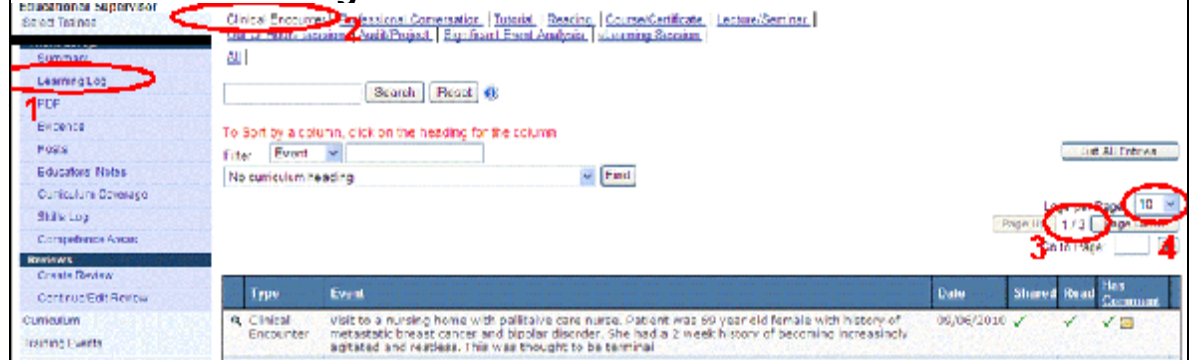 Educational Supervisor
Select Trainee
Summary
Learning Log
1
PDP
Evidence
Posts
Educators' Notes
Curriculum Coverage
Skills Log
Competence Areas
Reviews
Create Review
Continue/Edit Review
Curriculum
Training Events
Clinical Encounter | Professional Conversation | Tutorial | Reading | Course/Certificate | Lecture/Seminar |
2
Audit/Project | Significant Event Analysis | eLearning Session
All |
Search Reset
To Sort by a column, click on the heading for the column
Filter Event
No curriculum heading Find
List All Entries
Page 10
1 / 3
3 Go to Page 4
Type Event Date Shared Read Has Comment
Clinical Encounter
Visit to a nursing home with pallitaive care nurse. Patient was 69 year old female with history of
metastatic breast cancer and bipolar disorder. She had a 2 week history of becoming increasingly
agitated and restless. This was thought to be terminal
09/06/2010